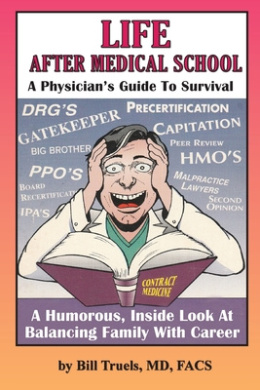 LIFE
AFTER MEDICAL SCHOOL
A Physician's Guide To Survival
DRG'S
PRECERTIFICATION
GATEKEEPER
CAPITATION
BIG BROTHER
PEER REVIEW
PPO'S
HMO'S
BOARD
RECERTIFICATION
MALPRACTICE
LAWYERS
IPA'S
SECOND
OPINION
CONTRACT
MEDICINE
A Humorous, Inside Look At
Balancing Family With Career
by Bill Truels, MD, FACS